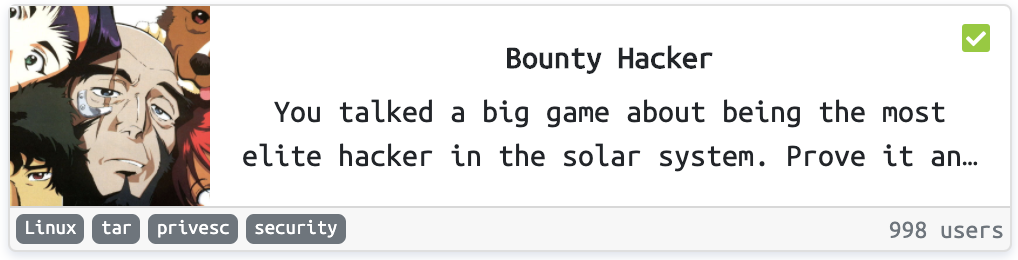 Bounty Hacker
You talked a big game about being the most
elite hacker in the solar system. Prove it an…
Linux tar privesc security
998 users